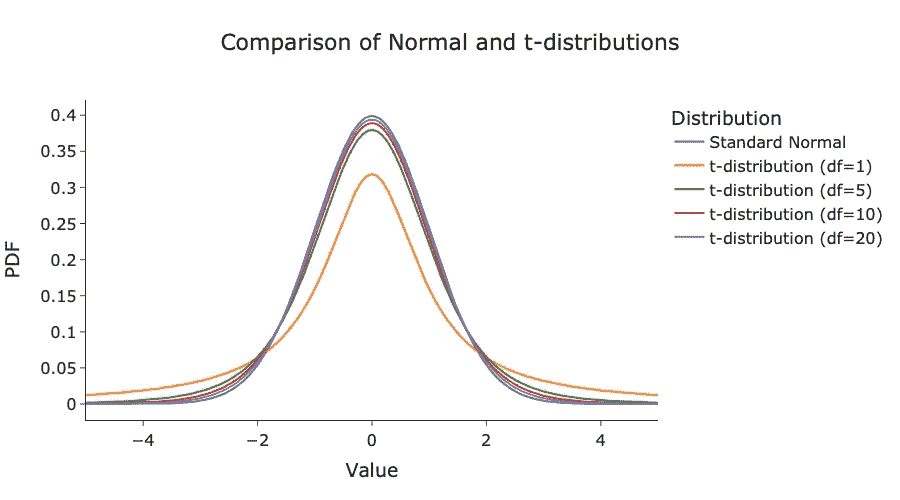 Comparison of Normal and t-distributions
Distribution
Standard Normal
t-distribution (df=1)
t-distribution (df=5)
t-distribution (df=10)
t-distribution (df=20)
PDF
0.4
0.35
0.3
0.25
0.2
0.15
0.1
0.05
0
−4
−2
0
2
4
Value